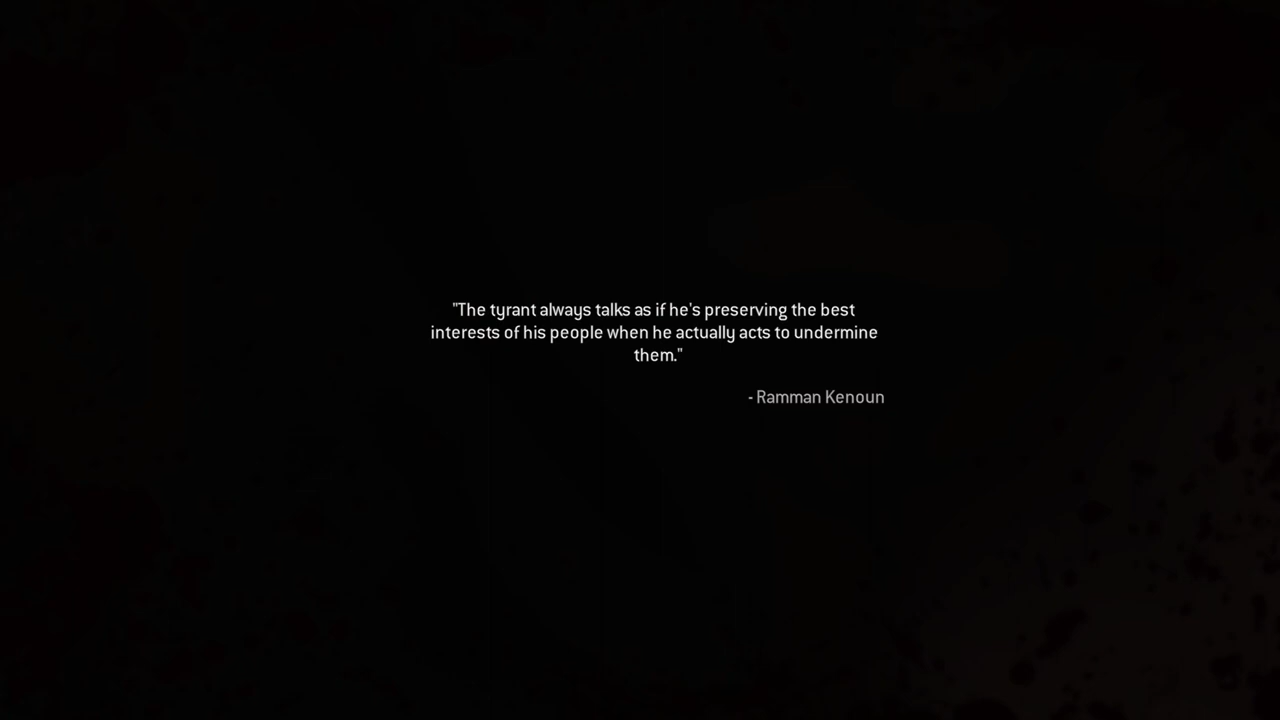 "The tyrant always talks as if he's preserving the best
interests of his people when he actually acts to undermine
them."
- Ramman Kenoun